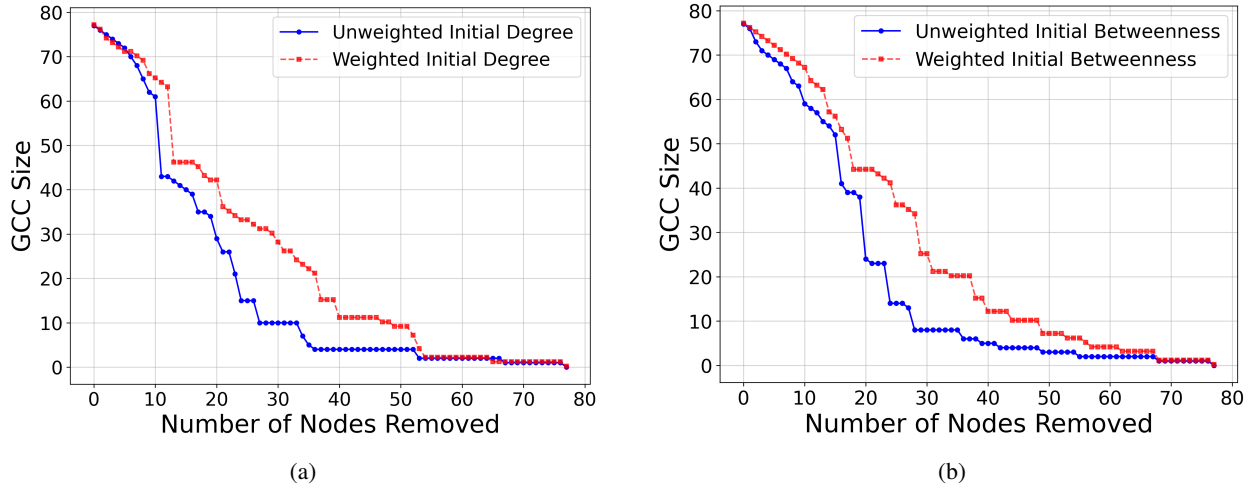 80
70
60
50
40
30
20
10
0
GCC Size
Unweighted Initial Degree
Weighted Initial Degree
0 10 20 30 40 50 60 70 80
Number of Nodes Removed
(a)
80
70
60
50
40
30
20
10
0
GCC Size
Unweighted Initial Betweenness
Weighted Initial Betweenness
0 10 20 30 40 50 60 70 80
Number of Nodes Removed
(b)